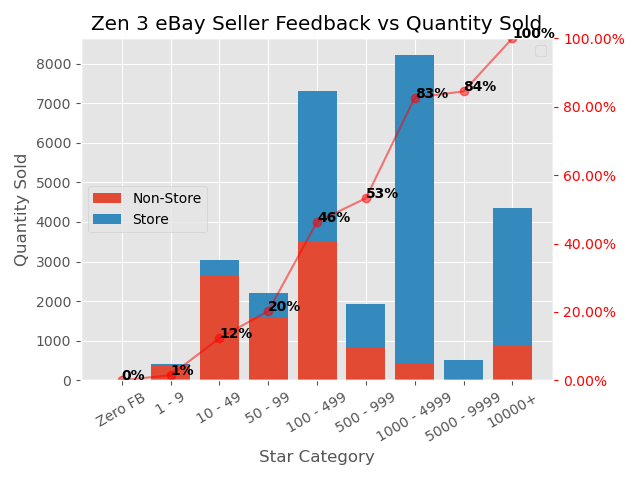 Zen 3 eBay Seller Feedback vs Quantity Sold
8000
7000
6000
5000
4000
3000
2000
1000
0
Quantity Sold
Non-Store
Store
0%
1%
12%
20%
46%
53%
83%
84%
100%
100.00%
80.00%
60.00%
40.00%
20.00%
0.00%
Zero FB
1 - 9
10 - 49
50 - 99
100 - 499
500 - 999
1000 - 4999
5000 - 9999
10000+
Star Category